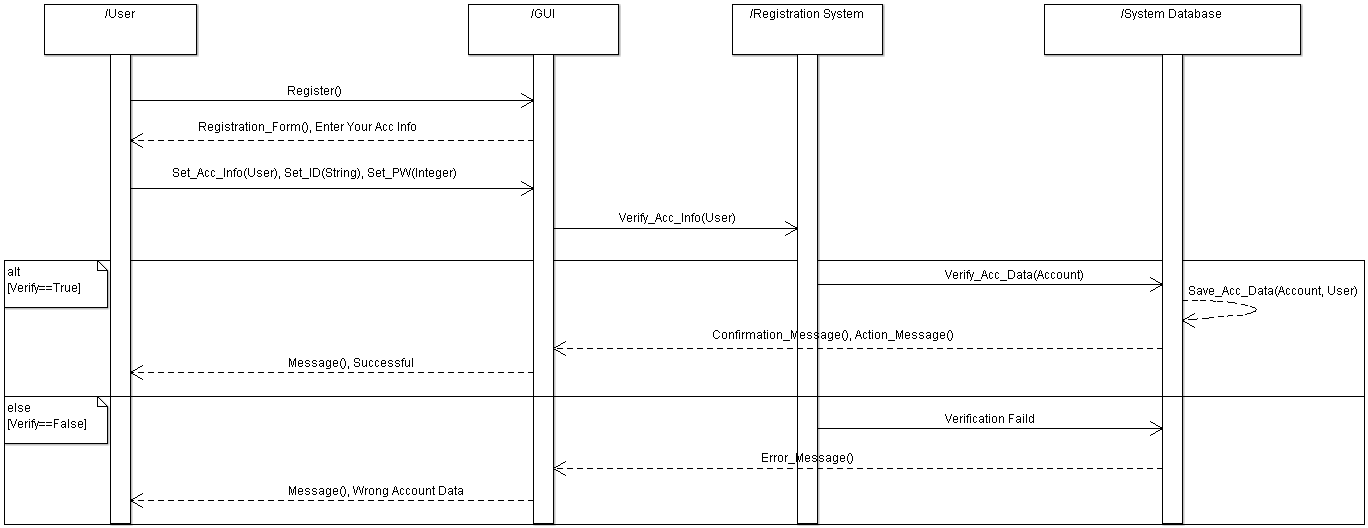 /User
/GUI
/Registration System
/System Database
Register()
Registration_Form(), Enter Your Acc Info
Set_Acc_Info(User), Set_ID(String), Set_PW(Integer)
Verify_Acc_Info(User)
alt
[Verify==True]
Verify_Acc_Data(Account)
Save_Acc_Data(Account, User)
Confirmation_Message(), Action_Message()
Message(), Successful
else
[Verify==False]
Verification Faild
Error_Message()
Message(), Wrong Account Data